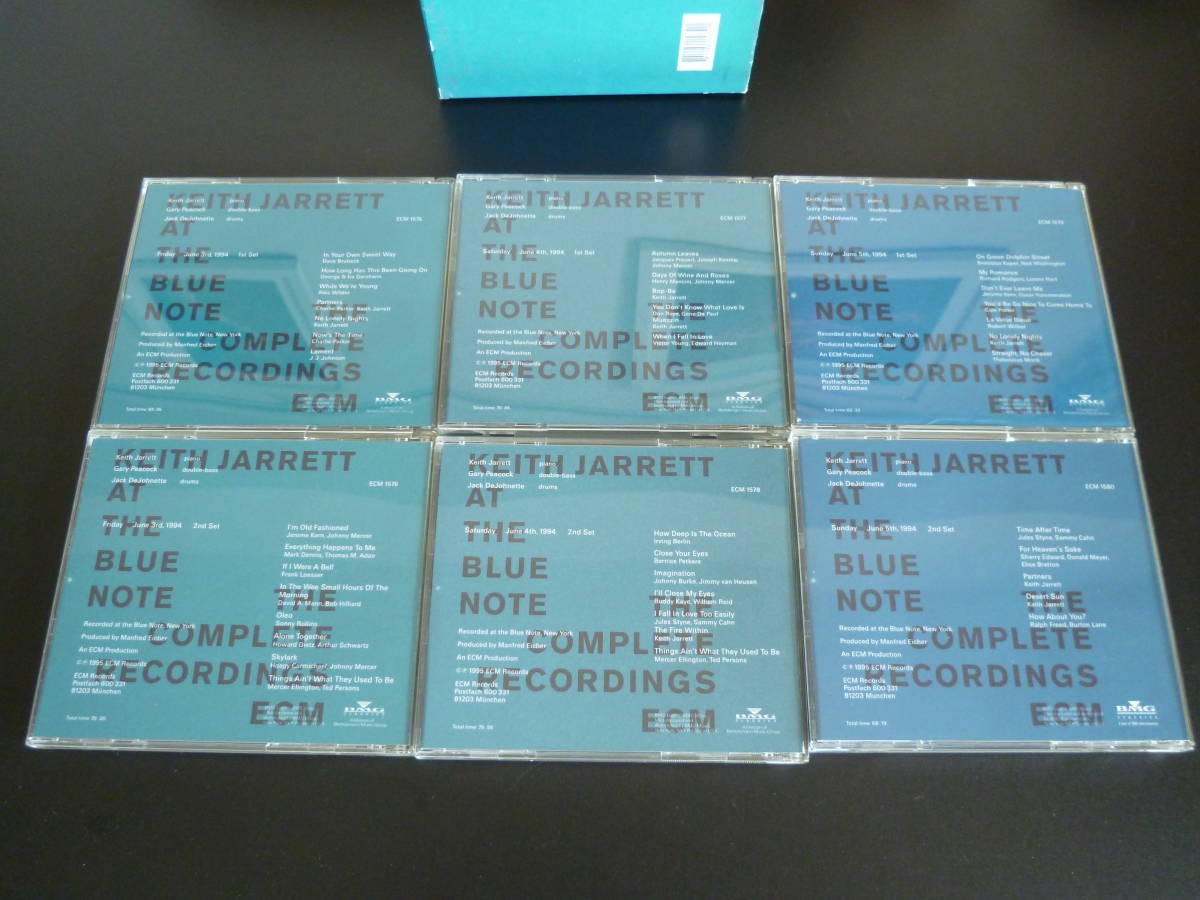 KEITH JARRETT
AT
THE
BLUE
NOTE
THE
COMPLETE
RECORDINGS
ECM
Keith Jarrett piano
Gary Peacock double-bass
Jack DeJohnette drums
ECM 1575
Friday June 3rd, 1994 1st Set
In Your Own Sweet Way
Dave Brubeck
How Long Has This Been Going On
George & Ira Gershwin
While We're Young
Alec Wilder
Partners
Charlie Parker Keith Jarrett
No Lonely Nights
Keith Jarrett
Now's The Time
Charlie Parker
Lament
J.J. Johnson
Recorded at the Blue Note, New York
Produced by Manfred Eicher
An ECM Production
©℗ 1995 ECM Records
ECM Records
Postfach 600 331
81203 München
BMG
KEITH JARRETT
AT
THE
BLUE
NOTE
THE
COMPLETE
RECORDINGS
ECM
Keith Jarrett piano
Gary Peacock double-bass
Jack DeJohnette drums
ECM 1577
Saturday June 4th, 1994 1st Set
Autumn Leaves
Jacques Prevert, Joseph Kosma,
Johnny Mercer
Days Of Wine And Roses
Henry Mancini, Johnny Mercer
Bop-Be
Keith Jarrett
You Don't Know What Love Is
Don Raye, Gene De Paul
Muezzin
Keith Jarrett
When I Fall In Love
Victor Young, Edward Heyman
Recorded at the Blue Note, New York
Produced by Manfred Eicher
An ECM Production
©℗ 1995 ECM Records
ECM Records
Postfach 600 331
81203 München
BMG
KEITH JARRETT
AT
THE
BLUE
NOTE
THE
COMPLETE
RECORDINGS
ECM
Keith Jarrett piano
Gary Peacock double-bass
Jack DeJohnette drums
ECM 1579
Sunday June 5th, 1994 1st Set
On Green Dolphin Street
Bronislau Kaper, Ned Washington
My Romance
Richard Rodgers, Lorenz Hart
Don't Ever Leave Me
Jerome Kern, Oscar Hammerstein
You'd Be So Nice To Come Home To
Cole Porter
La Valse Bleue
Robert Wilber
No Lonely Nights
Keith Jarrett
Straight, No Chaser
Thelonious Monk
Recorded at the Blue Note, New York
Produced by Manfred Eicher
An ECM Production
©℗ 1995 ECM Records
ECM Records
Postfach 600 331
81203 München
BMG
KEITH JARRETT
AT
THE
BLUE
NOTE
THE
COMPLETE
RECORDINGS
ECM
Keith Jarrett piano
Gary Peacock double-bass
Jack DeJohnette drums
ECM 1576
Friday June 3rd, 1994 2nd Set
I'm Old Fashioned
Jerome Kern, Johnny Mercer
Everything Happens To Me
Mark Dennis, Thomas M. Adair
If I Were A Bell
Frank Loesser
In The Wee Small Hours Of The
Morning
David A. Mann, Bob Hilliard
Oleo
Sonny Rollins
Alone Together
Howard Dietz, Arthur Schwartz
Skylark
Hoagy Carmichael, Johnny Mercer
Things Ain't What They Used To Be
Mercer Ellington, Ted Persons
Recorded at the Blue Note, New York
Produced by Manfred Eicher
An ECM Production
©℗ 1995 ECM Records
ECM Records
Postfach 600 331
81203 München
BMG
KEITH JARRETT
AT
THE
BLUE
NOTE
THE
COMPLETE
RECORDINGS
ECM
Keith Jarrett piano
Gary Peacock double-bass
Jack DeJohnette drums
ECM 1578
Saturday June 4th, 1994 2nd Set
How Deep Is The Ocean
Irving Berlin
Close Your Eyes
Bernice Petkere
Imagination
Johnny Burke, Jimmy van Heusen
I'll Close My Eyes
Buddy Kaye, William Reid
I Fall In Love Too Easily
Jules Styne, Sammy Cahn
The Fire Within
Keith Jarrett
Things Ain't What They Used To Be
Mercer Ellington, Ted Persons
Recorded at the Blue Note, New York
Produced by Manfred Eicher
An ECM Production
©℗ 1995 ECM Records
ECM Records
Postfach 600 331
81203 München
BMG
KEITH JARRETT
AT
THE
BLUE
NOTE
THE
COMPLETE
RECORDINGS
ECM
Keith Jarrett piano
Gary Peacock double-bass
Jack DeJohnette drums
ECM 1580
Sunday June 5th, 1994 2nd Set
Time After Time
Jules Styne, Sammy Cahn
For Heaven's Sake
Sherry Edward, Donald Meyer,
Elise Bretton
Partners
Keith Jarrett
Desert Sun
Keith Jarrett
How About You?
Ralph Freed, Burton Lane
Recorded at the Blue Note, New York
Produced by Manfred Eicher
An ECM Production
©℗ 1995 ECM Records
ECM Records
Postfach 600 331
81203 München
BMG